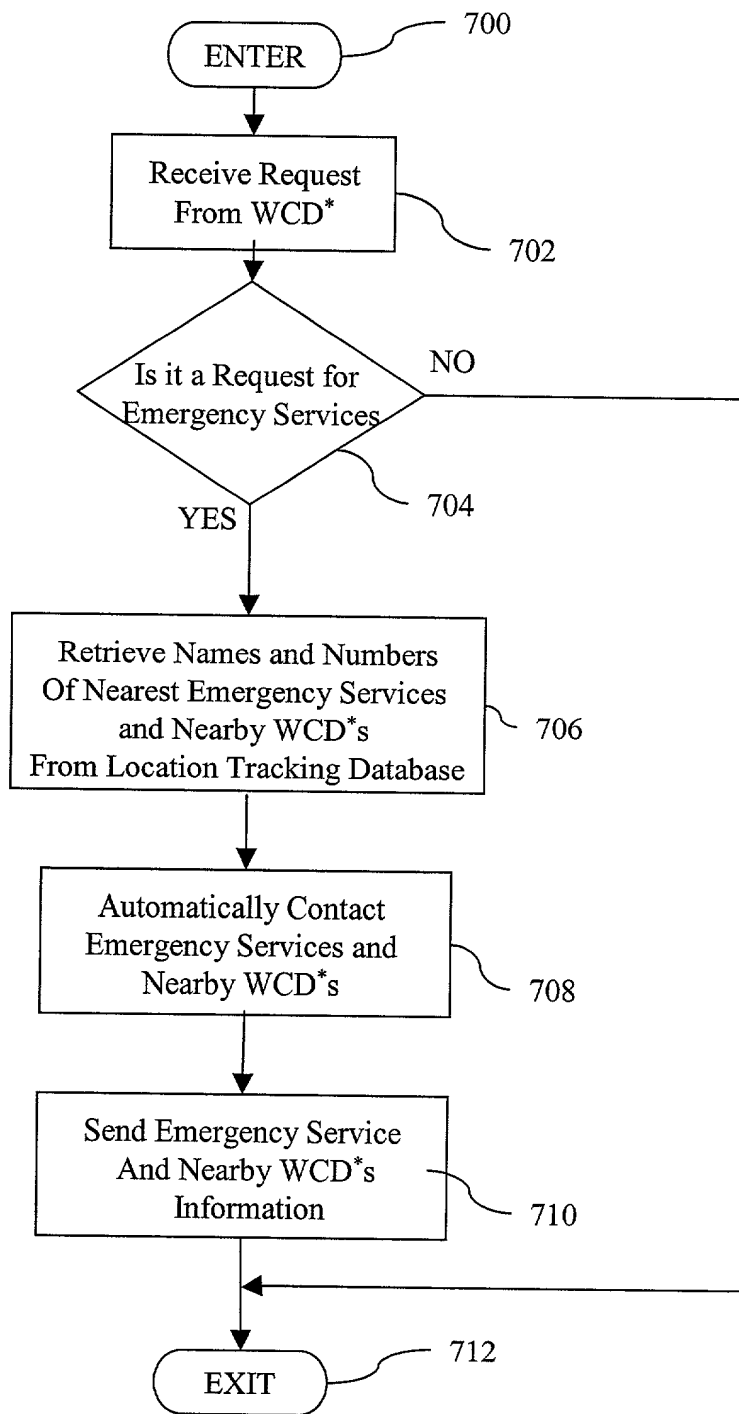 700
ENTER
Receive Request
From WCD*
702
NO
Is it a Request for
Emergency Services
704
YES
Retrieve Names and Numbers
Of Nearest Emergency Services
and Nearby WCD*s
From Location Tracking Database
706
Automatically Contact
Emergency Services and
Nearby WCD*s
708
Send Emergency Service
And Nearby WCD*s
Information
710
712
EXIT